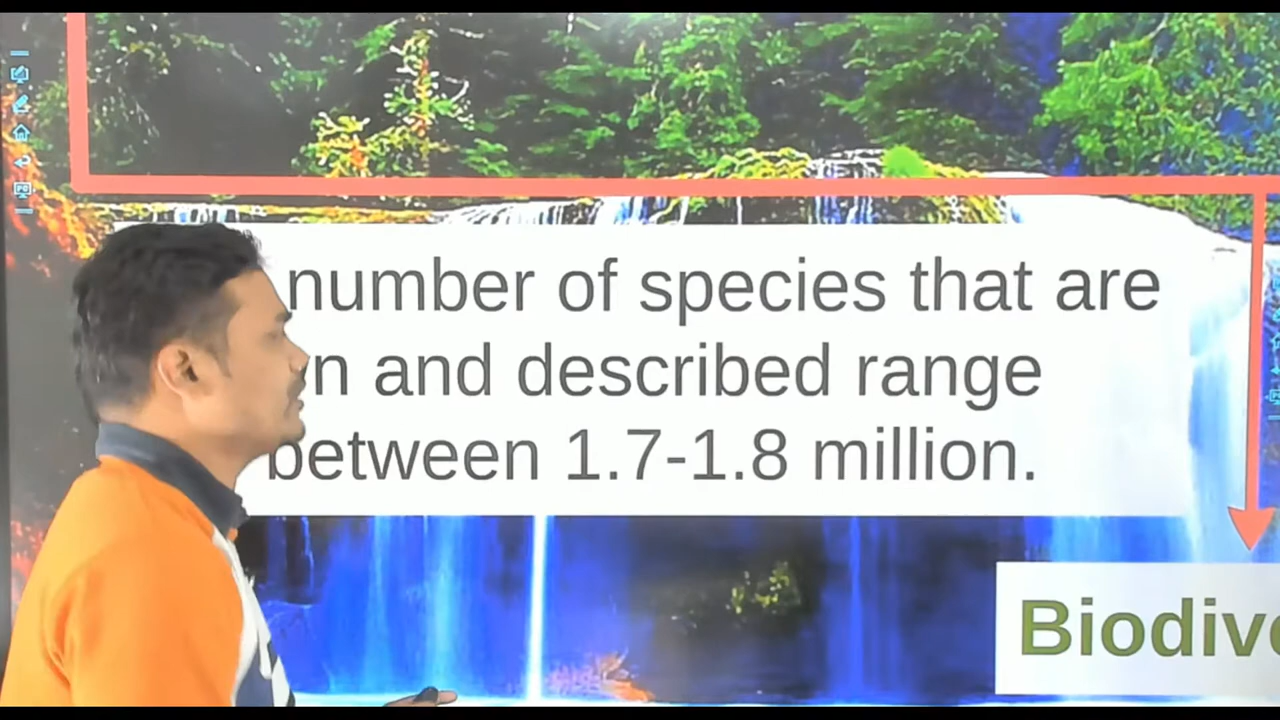 number of species that are
and described range
between 1.7-1.8 million.
Biodive